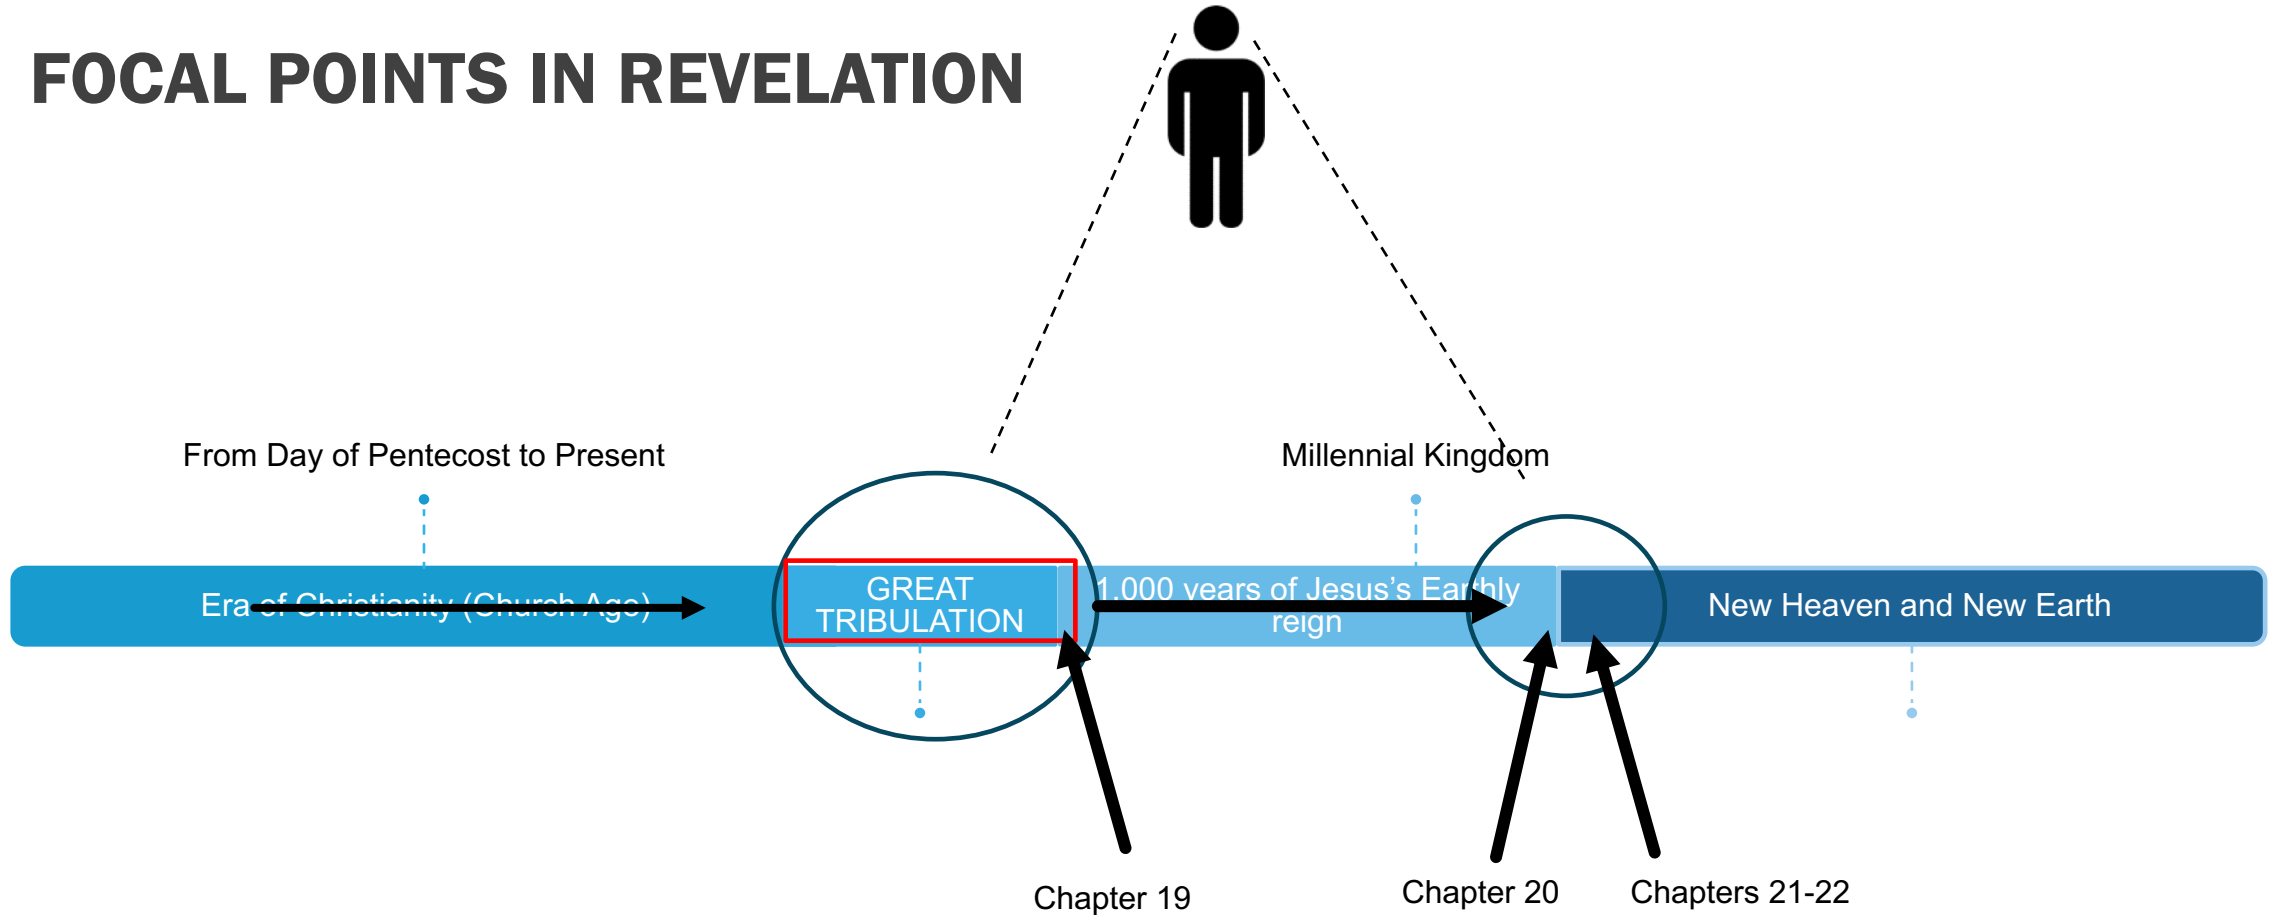 FOCAL POINTS IN REVELATION
From Day of Pentecost to Present
Millennial Kingdom
Era of Christianity (Church Age)
GREAT
TRIBULATION
1,000 years of Jesus's Earthly
reign
New Heaven and New Earth
Chapter 19
Chapter 20
Chapters 21-22